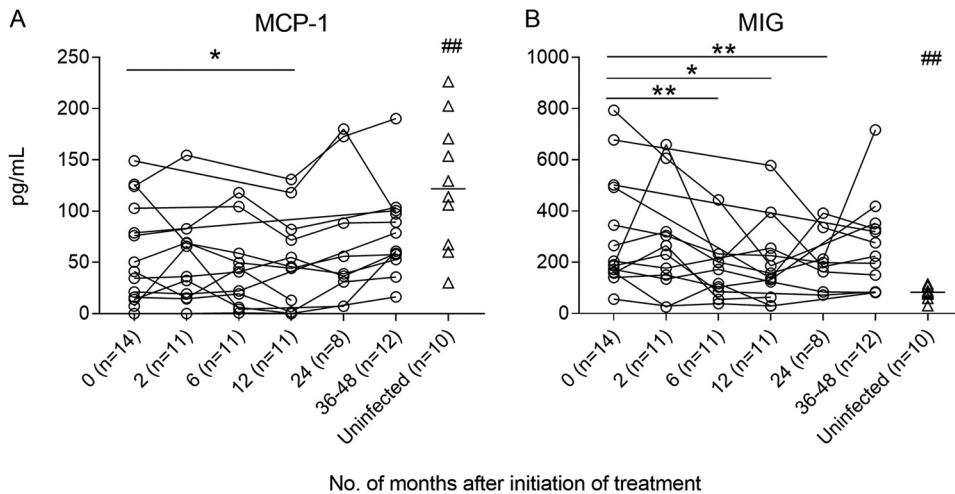 A
MCP-1
##
*
250
200
150
100
50
0
pg/mL
0 (n=14)
2 (n=11)
6 (n=11)
12 (n=11)
24 (n=8)
36-48 (n=12)
Uninfected (n=10)
B
MIG
##
**
*
**
1000
800
600
400
200
0
0 (n=14)
2 (n=11)
6 (n=11)
12 (n=11)
24 (n=8)
36-48 (n=12)
Uninfected (n=10)
No. of months after initiation of treatment